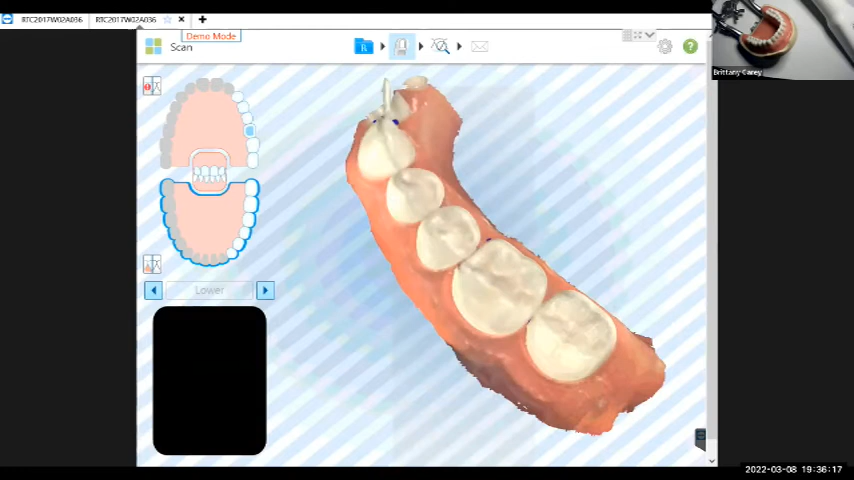 RTC2017W02A036
RTC2017W02A036
Demo Mode
Scan
Brittany Carey
Lower
2022-03-08 19:36:17